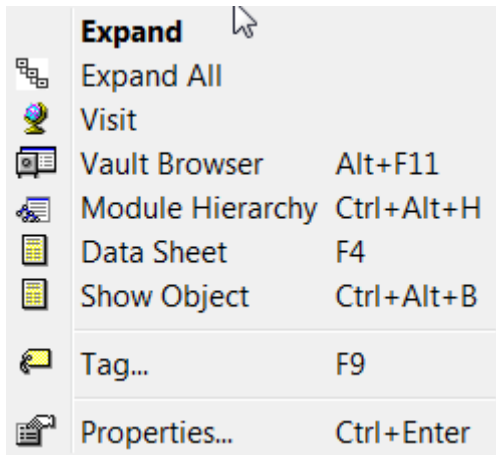 Expand
Expand All
Visit
Vault Browser Alt+F11
Module Hierarchy Ctrl+Alt+H
Data Sheet F4
Show Object Ctrl+Alt+B
Tag... F9
Properties... Ctrl+Enter